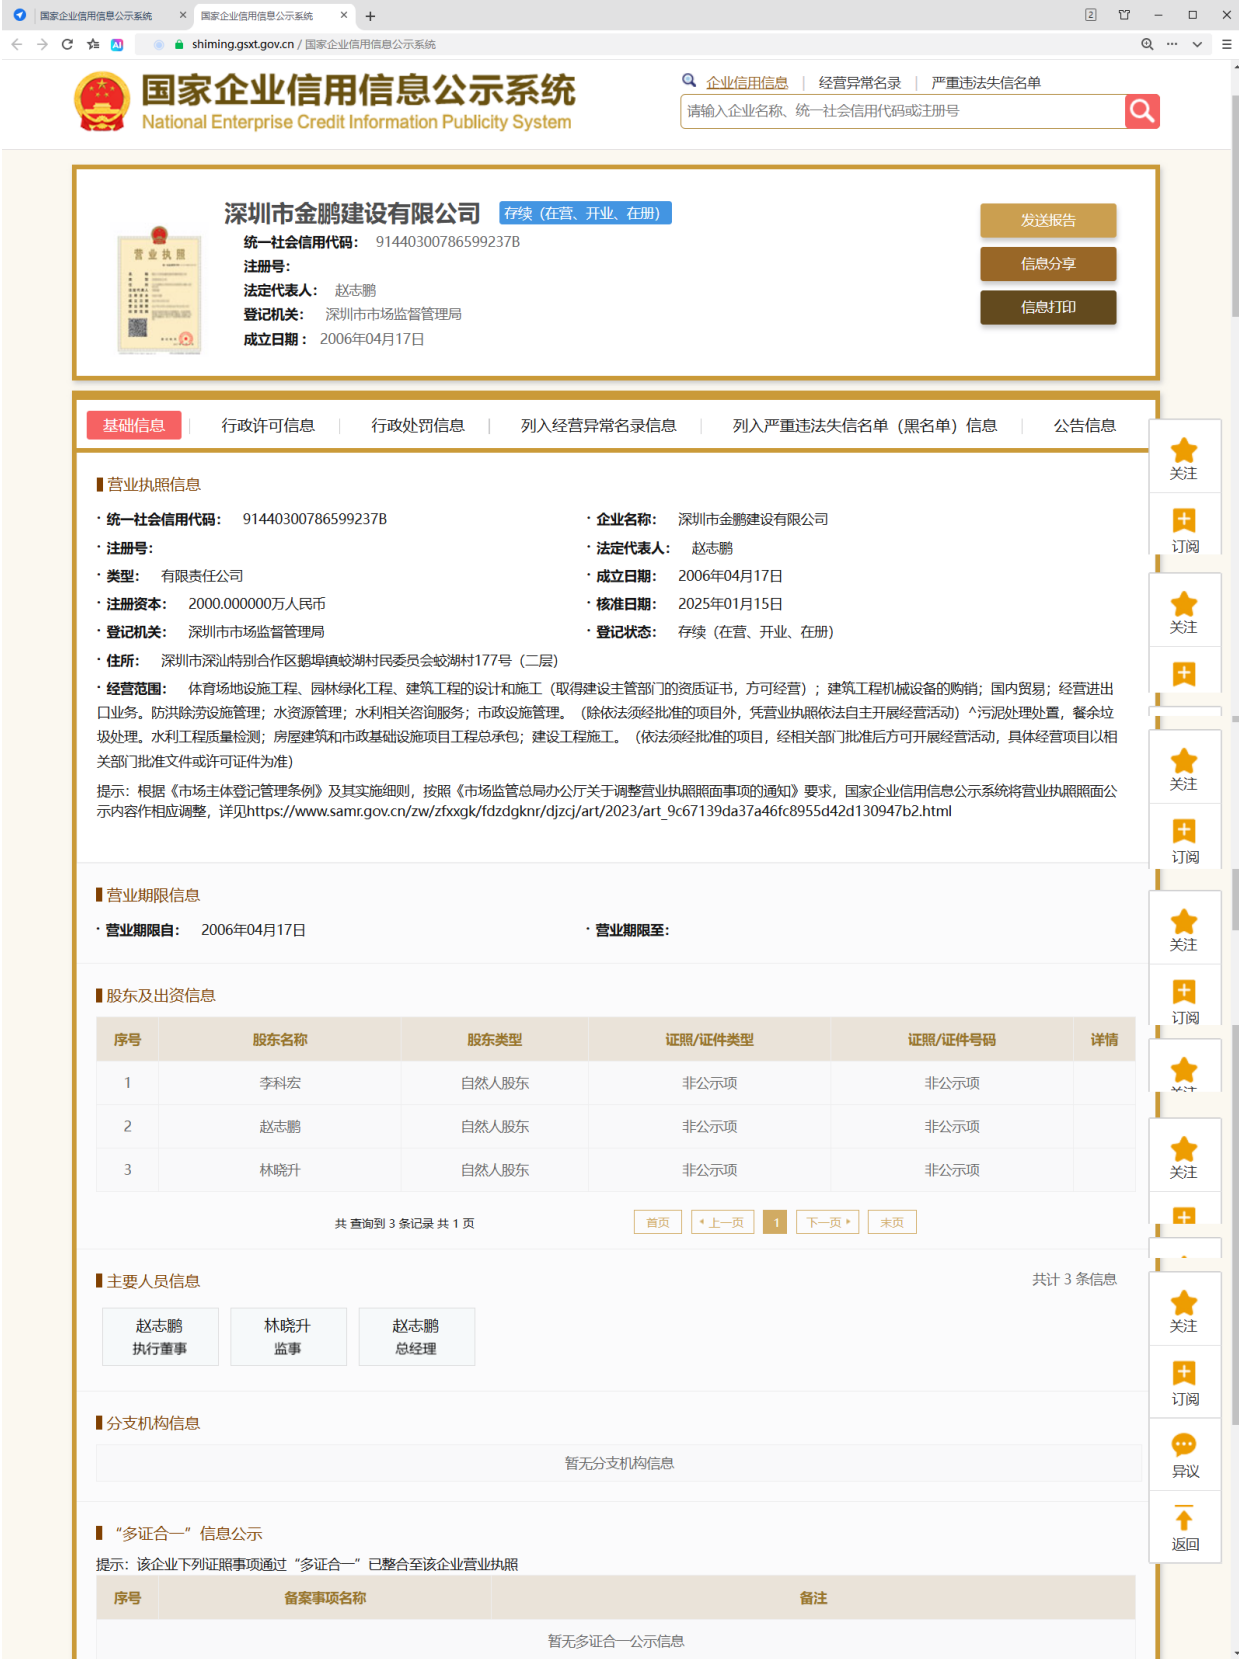 国家企业信用信息公示系统 × 国家企业信用信息公示系统 × +
shiming.gsxt.gov.cn / 国家企业信用信息公示系统
国家企业信用信息公示系统
National Enterprise Credit Information Publicity System
企业信用信息 | 经营异常名录 | 严重违法失信名单
请输入企业名称、统一社会信用代码或注册号
深圳市金鹏建设有限公司 存续（在营、开业、在册）
营业执照
统一社会信用代码： 91440300786599237B
注册号：
法定代表人： 赵志鹏
登记机关： 深圳市市场监督管理局
成立日期： 2006年04月17日
发送报告
信息分享
信息打印
基础信息 | 行政许可信息 | 行政处罚信息 | 列入经营异常名录信息 | 列入严重违法失信名单（黑名单）信息 | 公告信息
营业执照信息
· 统一社会信用代码： 91440300786599237B · 企业名称： 深圳市金鹏建设有限公司
· 注册号： · 法定代表人： 赵志鹏
· 类型： 有限责任公司 · 成立日期： 2006年04月17日
· 注册资本： 2000.000000万人民币 · 核准日期： 2025年01月15日
· 登记机关： 深圳市市场监督管理局 · 登记状态： 存续（在营、开业、在册）
· 住所： 深圳市深汕特别合作区鹅埠镇蛟湖村民委员会蛟湖村177号（二层）
· 经营范围： 体育场地设施工程、园林绿化工程、建筑工程的设计和施工（取得建设主管部门的资质证书，方可经营）；建筑工程机械设备的购销；国内贸易；经营进出
口业务。防洪除涝设施管理；水资源管理；水利相关咨询服务；市政设施管理。（除依法须经批准的项目外，凭营业执照依法自主开展经营活动）^污泥处理处置，餐余垃
圾处理。水利工程质量检测；房屋建筑和市政基础设施项目工程总承包；建设工程施工。（依法须经批准的项目，经相关部门批准后方可开展经营活动，具体经营项目以相
关部门批准文件或许可证件为准）
提示：根据《市场主体登记管理条例》及其实施细则，按照《市场监管总局办公厅关于调整营业执照照面事项的通知》要求，国家企业信用信息公示系统将营业执照照面公
示内容作相应调整，详见https://www.samr.gov.cn/zw/zfxxgk/fdzdgknr/djzcj/art/2023/art_9c67139da37a46fc8955d42d130947b2.html
营业期限信息
· 营业期限自： 2006年04月17日 · 营业期限至：
股东及出资信息
序号 股东名称 股东类型 证照/证件类型 证照/证件号码 详情
1 李科宏 自然人股东 非公示项 非公示项
2 赵志鹏 自然人股东 非公示项 非公示项
3 林晓升 自然人股东 非公示项 非公示项
共 查询到 3 条记录 共 1 页 首页 上一页 1 下一页 末页
主要人员信息 共计 3 条信息
赵志鹏 林晓升 赵志鹏
执行董事 监事 总经理
分支机构信息
暂无分支机构信息
“多证合一”信息公示
提示：该企业下列证照事项通过“多证合一”已整合至该企业营业执照
序号 备案事项名称 备注
暂无多证合一公示信息
关注
订阅
关注
关注
订阅
关注
订阅
关注
关注
关注
订阅
异议
返回